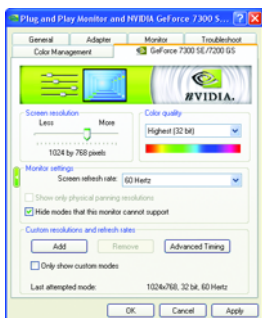 Plug and Play Monitor and NVIDIA GeForce 7300 S...
General
Adapter
Monitor
Troubleshoot
Color Management
GeForce 7300 SE/7200 GS
NVIDIA.
Screen resolution
Less
More
1024 by 768 pixels
Color quality
Highest (32 bit)
Monitor settings
Screen refresh rate:
60 Hertz
Show only physical panning resolutions
Hide modes that this monitor cannot support
Custom resolutions and refresh rates
Add
Remove
Advanced Timing
Only show custom modes
Last attempted mode:
1024x768, 32 bit, 60 Hertz
OK
Cancel
Apply